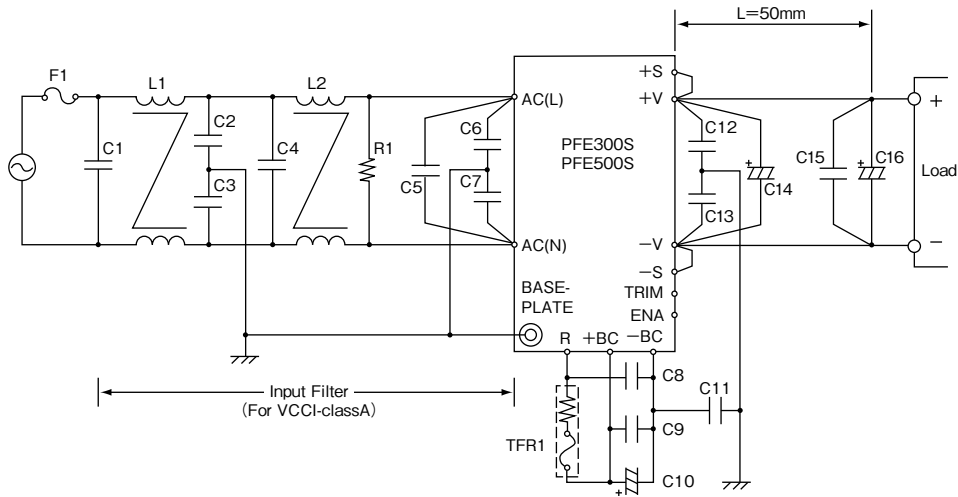 L=50mm
F1
L1
L2
+S
+V
AC(L)
C1
C2
C3
C4
R1
C5
C6
C7
PFE300S
PFE500S
C12
C13
C14
C15
C16
+
Load
−
AC(N)
−V
−S
BASE-
PLATE
TRIM
ENA
R
+BC
−BC
Input Filter
(For VCCI-classA)
C8
C11
TFR1
C9
C10
+
+
+